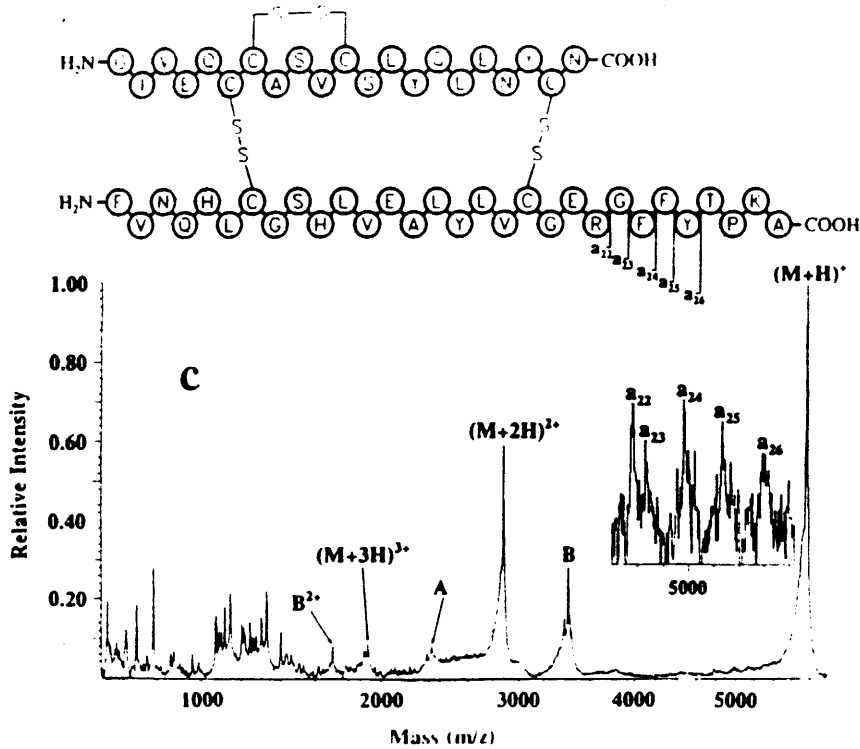 S S
H₂N V C S C L E Y N COOH
I E C A V S Y L N C
S S
S S
H₂N F N H C S L E L L C E G F T K
V Q L G H V A Y V G R F Y P A COOH
a₂₂ a₂₃ a₂₄ a₂₅ a₂₆
(M+H)⁺
1.00
0.80
0.60
0.40
0.20
Relative Intensity
C
B²⁺
(M+3H)³⁺
A
(M+2H)²⁺
B
a₂₂
a₂₃
a₂₄
a₂₅
a₂₆
5000
1000 2000 3000 4000 5000
Mass (m/z)